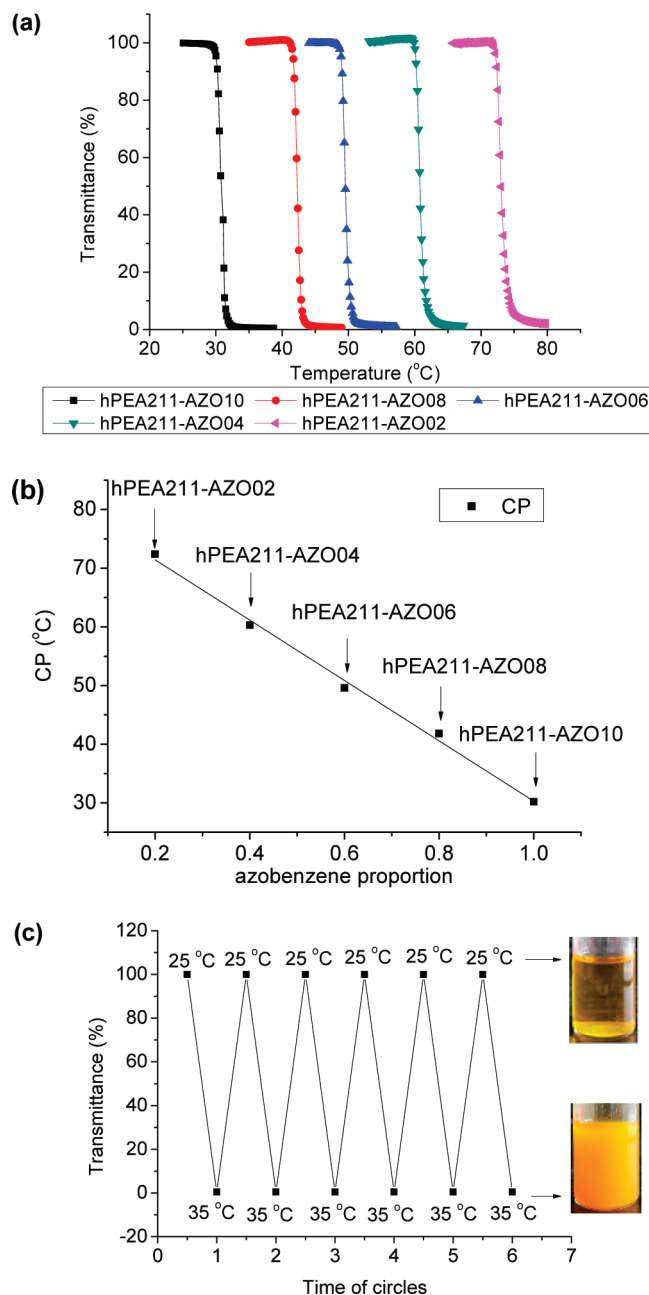 (a)
100
80
60
40
20
0
Transmittance (%)
20 30 40 50 60 70 80
Temperature (°C)
hPEA211-AZO10 hPEA211-AZO08 hPEA211-AZO06
hPEA211-AZO04 hPEA211-AZO02
(b)
hPEA211-AZO02
CP
hPEA211-AZO04
hPEA211-AZO06
hPEA211-AZO08
hPEA211-AZO10
80
70
60
50
40
30
CP (°C)
0.2 0.4 0.6 0.8 1.0
azobenzene proportion
(c)
120
100
80
60
40
20
0
-20
Transmittance (%)
25 °C 25 °C 25 °C 25 °C 25 °C 25 °C
35 °C 35 °C 35 °C 35 °C 35 °C 35 °C
0 1 2 3 4 5 6 7
Time of circles